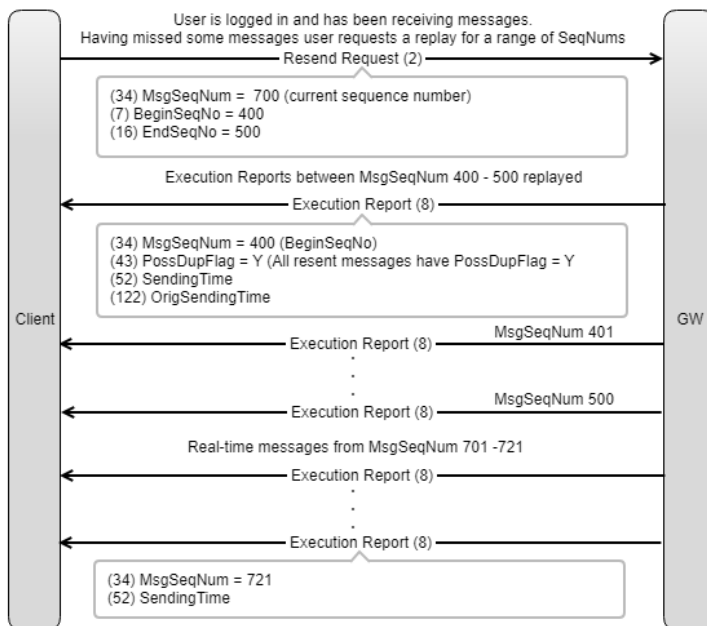 User is logged in and has been receiving messages.
Having missed some messages user requests a replay for a range of SeqNums
Resend Request (2)
(34) MsgSeqNum = 700 (current sequence number)
(7) BeginSeqNo = 400
(16) EndSeqNo = 500
Execution Reports between MsgSeqNum 400 - 500 replayed
Execution Report (8)
(34) MsgSeqNum = 400 (BeginSeqNo)
(43) PossDupFlag = Y (All resent messages have PossDupFlag = Y
(52) SendingTime
(122) OrigSendingTime
Client
GW
MsgSeqNum 401
Execution Report (8)
.
.
.
MsgSeqNum 500
Execution Report (8)
Real-time messages from MsgSeqNum 701 -721
Execution Report (8)
.
.
.
Execution Report (8)
(34) MsgSeqNum = 721
(52) SendingTime